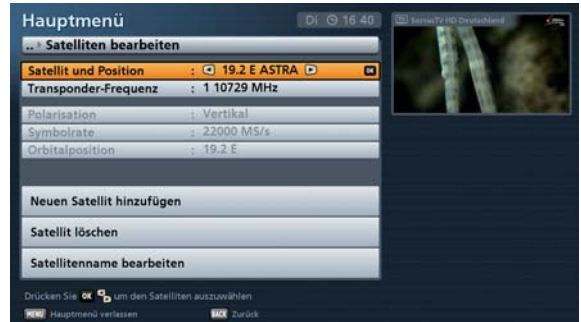 Hauptmenü
Di 16 40
ServusTV HD Deutschland
.. › Satelliten bearbeiten
Satellit und Position : 19.2 E ASTRA OK
Transponder-Frequenz : 1 10729 MHz
Polarisation : Vertikal
Symbolrate : 22000 MS/s
Orbitalposition : 19.2 E
Neuen Satellit hinzufügen
Satellit löschen
Satellitenname bearbeiten
Drücken Sie OK um den Satelliten auszuwählen
MENU Hauptmenü verlassen BACK Zurück